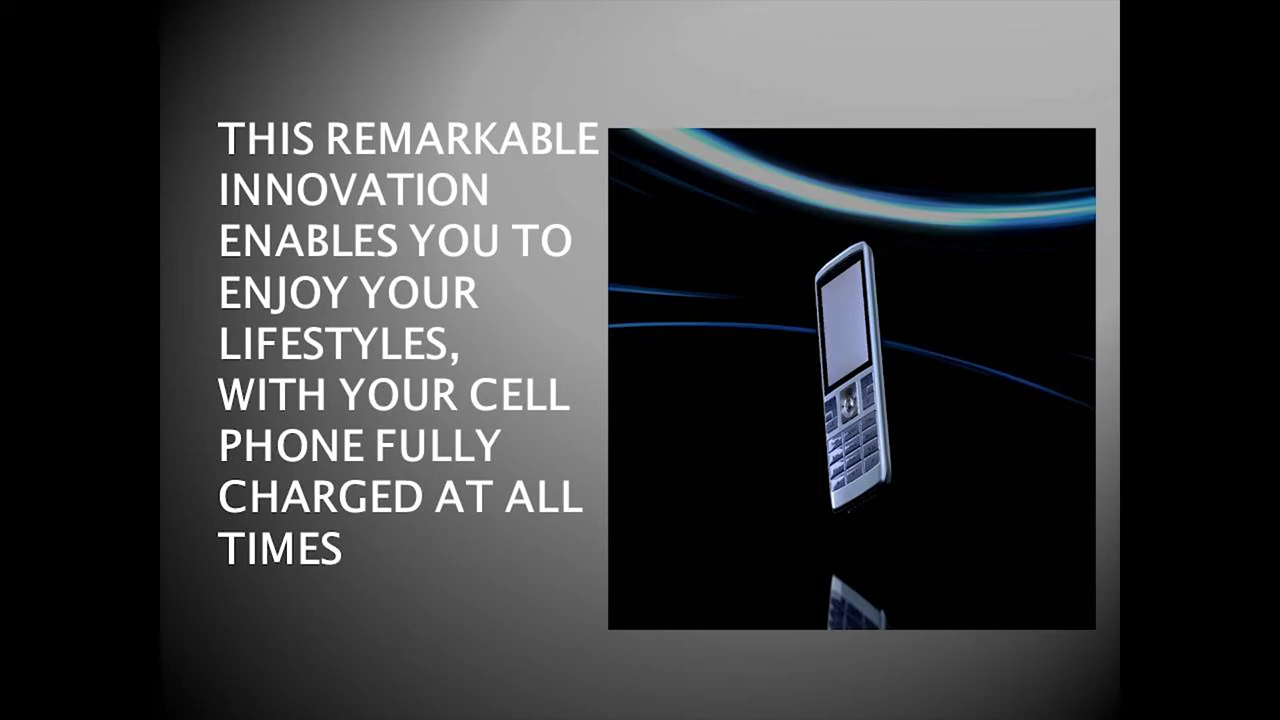 THIS REMARKABLE
INNOVATION
ENABLES YOU TO
ENJOY YOUR
LIFESTYLES,
WITH YOUR CELL
PHONE FULLY
CHARGED AT ALL
TIMES